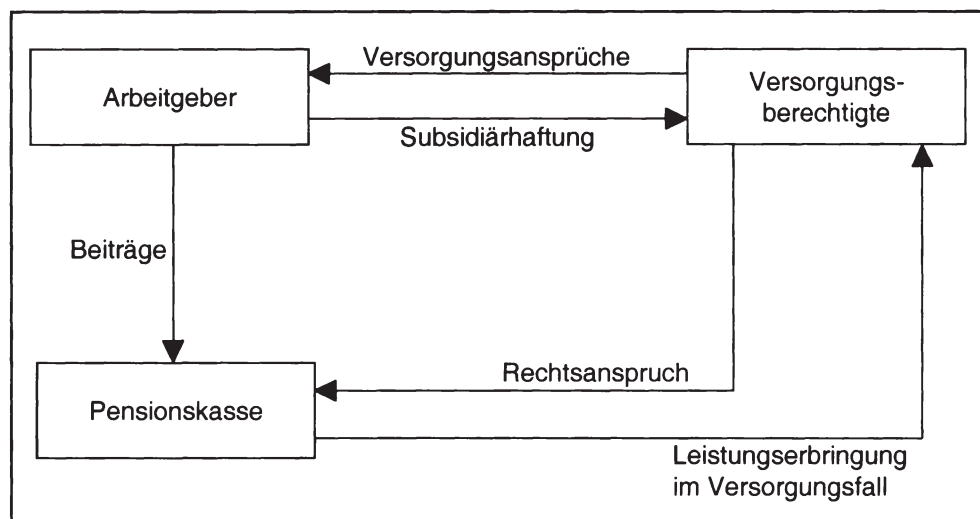 Versorgungsansprüche
Arbeitgeber
Versorgungs-
berechtigte
Subsidiärhaftung
Beiträge
Rechtsanspruch
Pensionskasse
Leistungserbringung
im Versorgungsfall